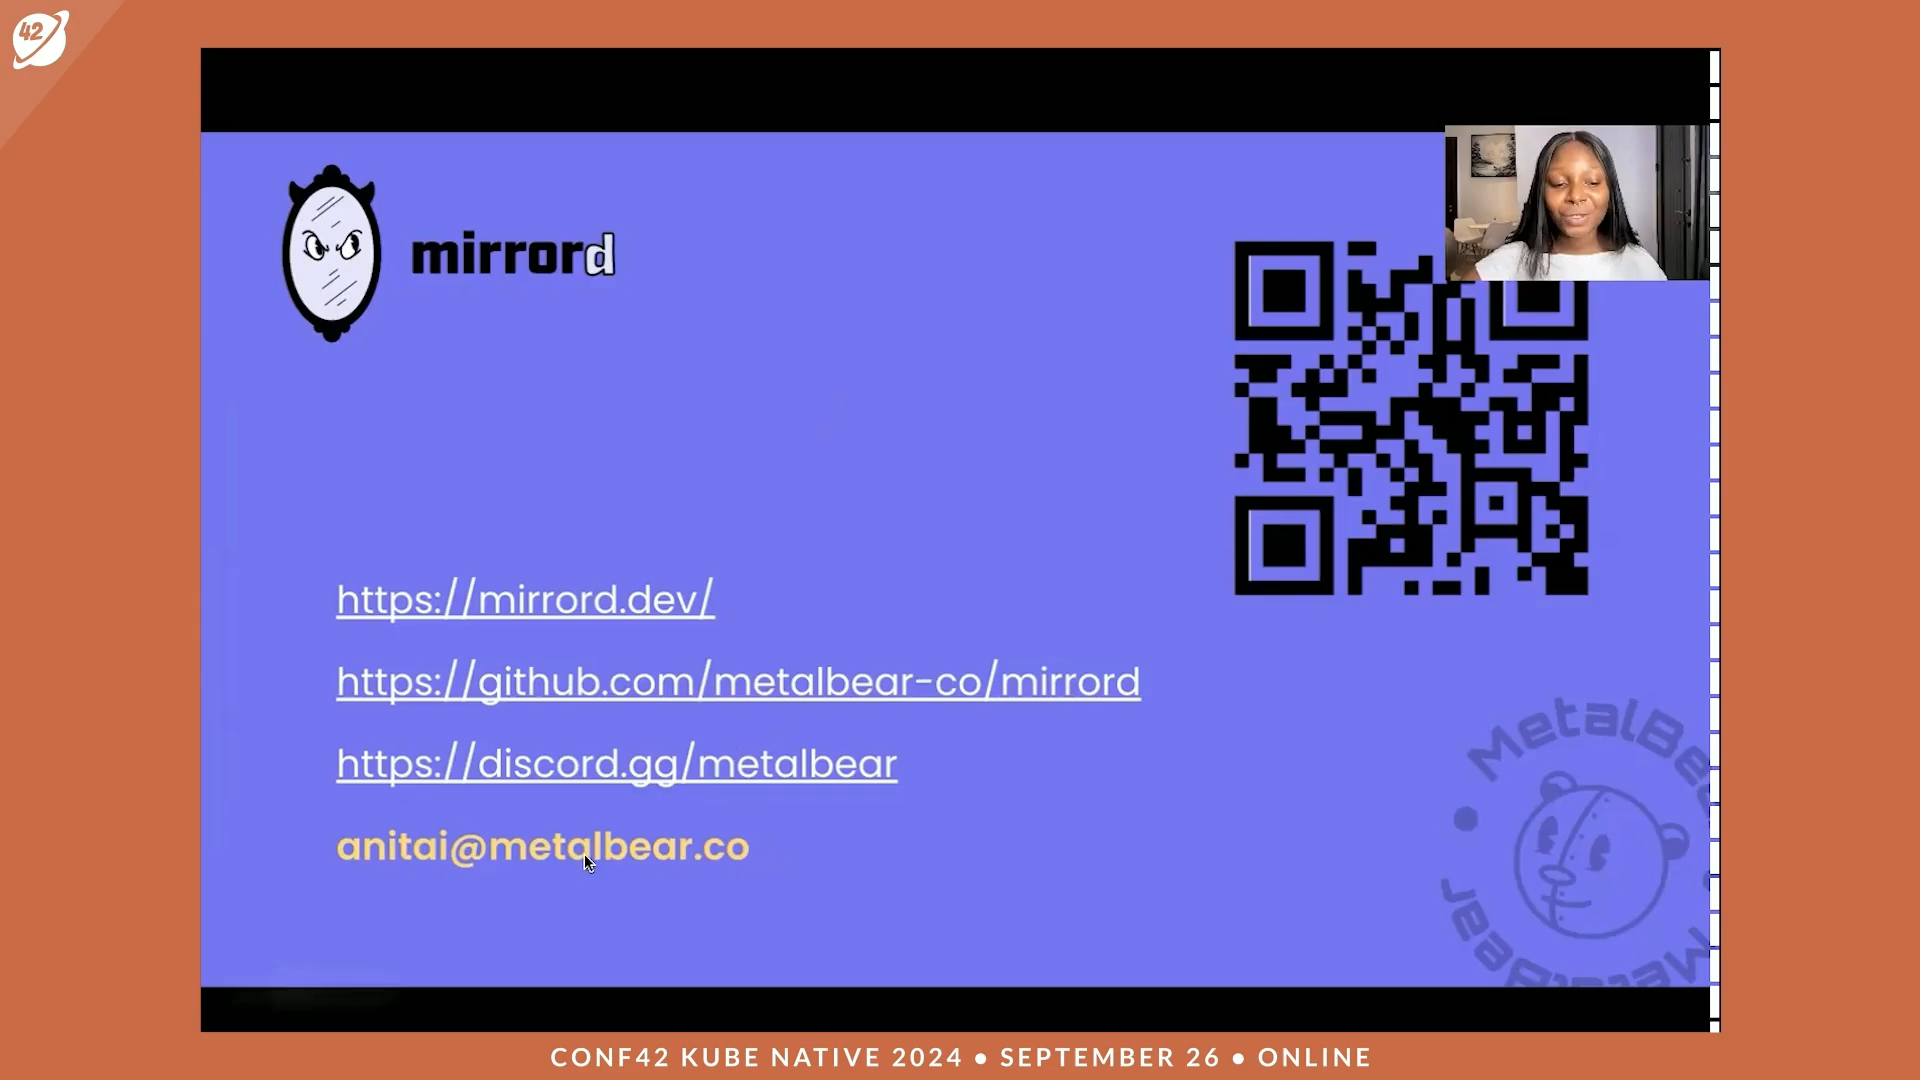 42
mirrord
https://mirrord.dev/
https://github.com/metalbear-co/mirrord
https://discord.gg/metalbear
anitai@metalbear.co
MetalBea
MetalBear
CONF42 KUBE NATIVE 2024 • SEPTEMBER 26 • ONLINE